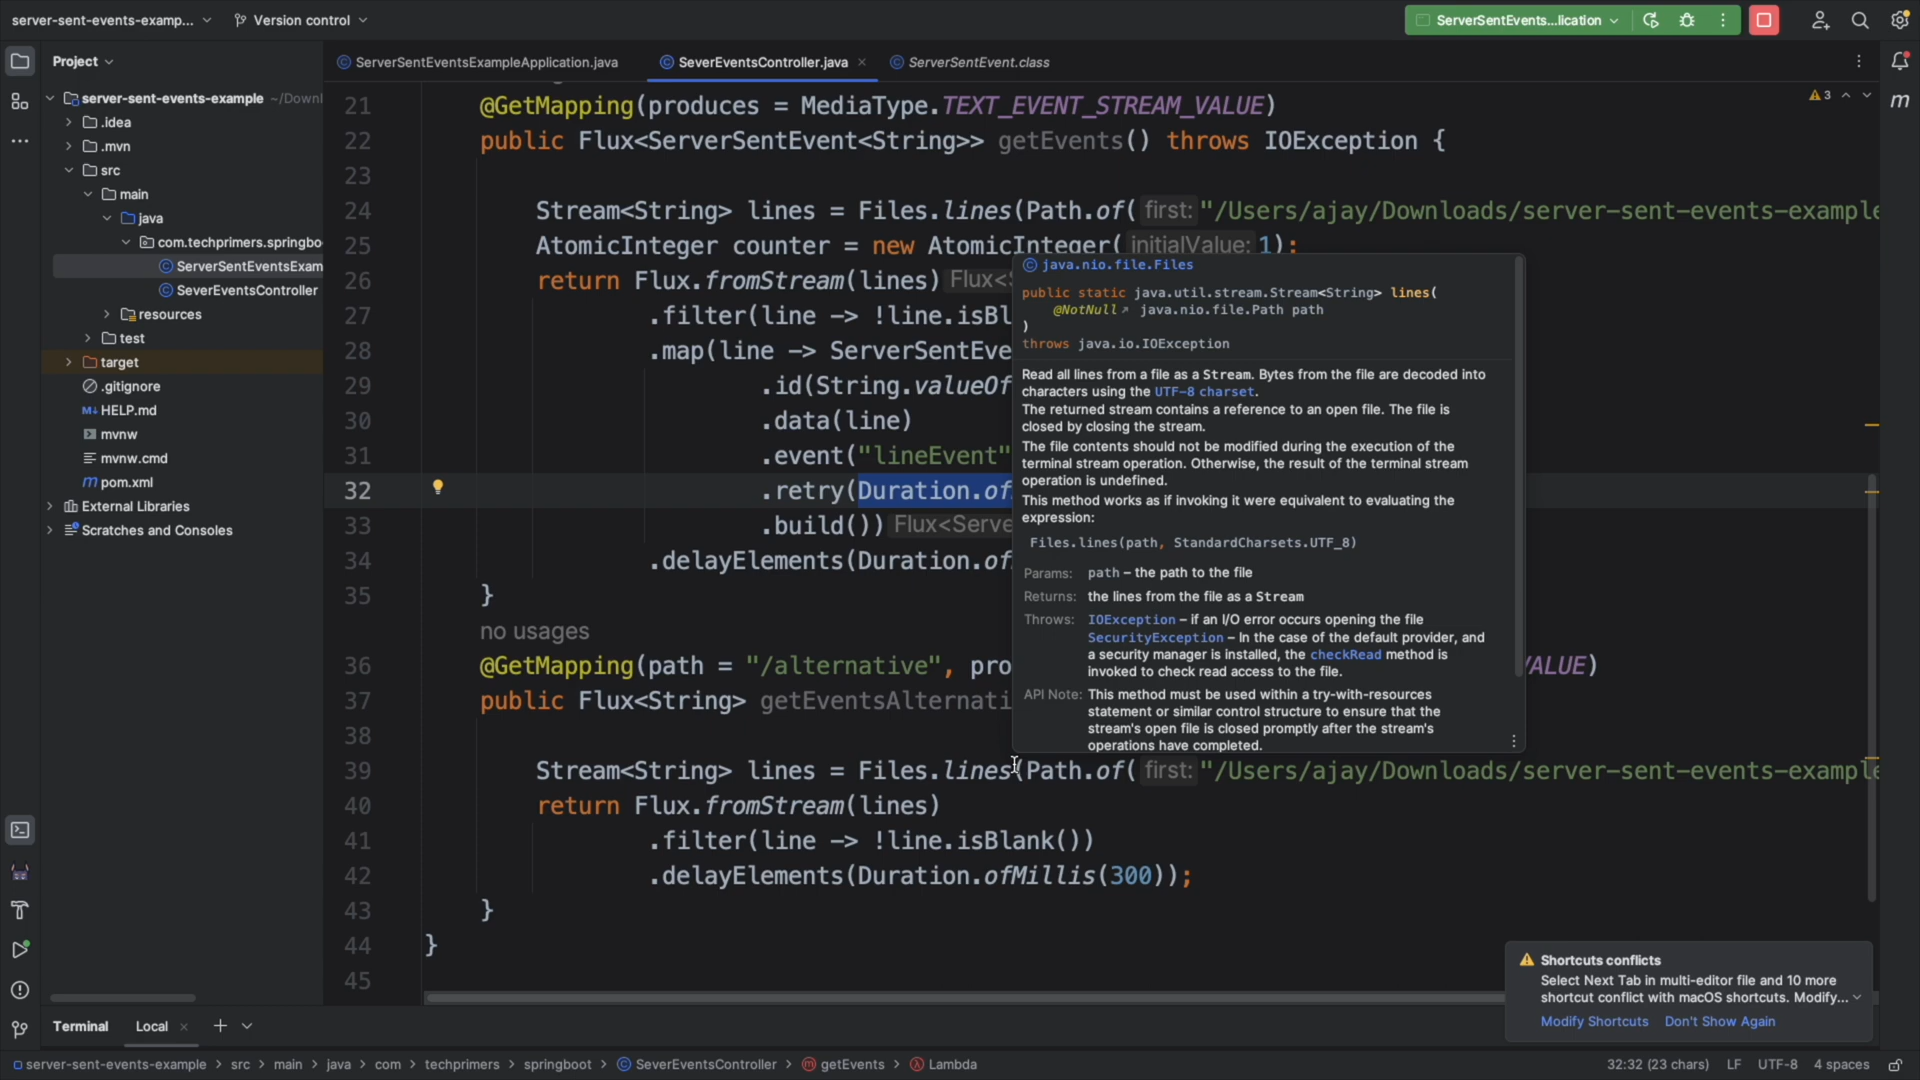 server-sent-events-examp...
Version control
ServerSentEvents...lication
Project
ServerSentEventsExampleApplication.java
SeverEventsController.java
ServerSentEvent.class
server-sent-events-example ~/Downl
.idea
.mvn
src
main
java
com.techprimers.springbo
ServerSentEventsExam
SeverEventsController
resources
test
target
.gitignore
M↓ HELP.md
mvnw
mvnw.cmd
m pom.xml
External Libraries
Scratches and Consoles
3
m
21 @GetMapping(produces = MediaType.TEXT_EVENT_STREAM_VALUE)
22 public Flux<ServerSentEvent<String>> getEvents() throws IOException {
23
24 Stream<String> lines = Files.lines(Path.of( first: "/Users/ajay/Downloads/server-sent-events-example
25 AtomicInteger counter = new AtomicInteger( initialValue: 1);
26 return Flux.fromStream(lines) Flux<S
27 .filter(line -> !line.isBl
28 .map(line -> ServerSentEve
29 .id(String.valueOf
30 .data(line)
31 .event("lineEvent"
32 .retry(Duration.of
33 .build()) Flux<Serve
34 .delayElements(Duration.of
35 }
no usages
36 @GetMapping(path = "/alternative", pro VALUE)
37 public Flux<String> getEventsAlternati
38
39 Stream<String> lines = Files.lines(Path.of( first: "/Users/ajay/Downloads/server-sent-events-example
40 return Flux.fromStream(lines)
41 .filter(line -> !line.isBlank())
42 .delayElements(Duration.ofMillis(300));
43 }
44 }
45
java.nio.file.Files
public static java.util.stream.Stream<String> lines(
@NotNull java.nio.file.Path path
)
throws java.io.IOException
Read all lines from a file as a Stream. Bytes from the file are decoded into
characters using the UTF-8 charset.
The returned stream contains a reference to an open file. The file is
closed by closing the stream.
The file contents should not be modified during the execution of the
terminal stream operation. Otherwise, the result of the terminal stream
operation is undefined.
This method works as if invoking it were equivalent to evaluating the
expression:
Files.lines(path, StandardCharsets.UTF_8)
Params: path – the path to the file
Returns: the lines from the file as a Stream
Throws: IOException – if an I/O error occurs opening the file
SecurityException – In the case of the default provider, and
a security manager is installed, the checkRead method is
invoked to check read access to the file.
API Note: This method must be used within a try-with-resources
statement or similar control structure to ensure that the
stream's open file is closed promptly after the stream's
operations have completed.
Shortcuts conflicts
Select Next Tab in multi-editor file and 10 more
shortcut conflict with macOS shortcuts. Modify...
Modify Shortcuts Don't Show Again
Terminal Local
server-sent-events-example > src > main > java > com > techprimers > springboot > SeverEventsController > getEvents > Lambda
32:32 (23 chars) LF UTF-8 4 spaces